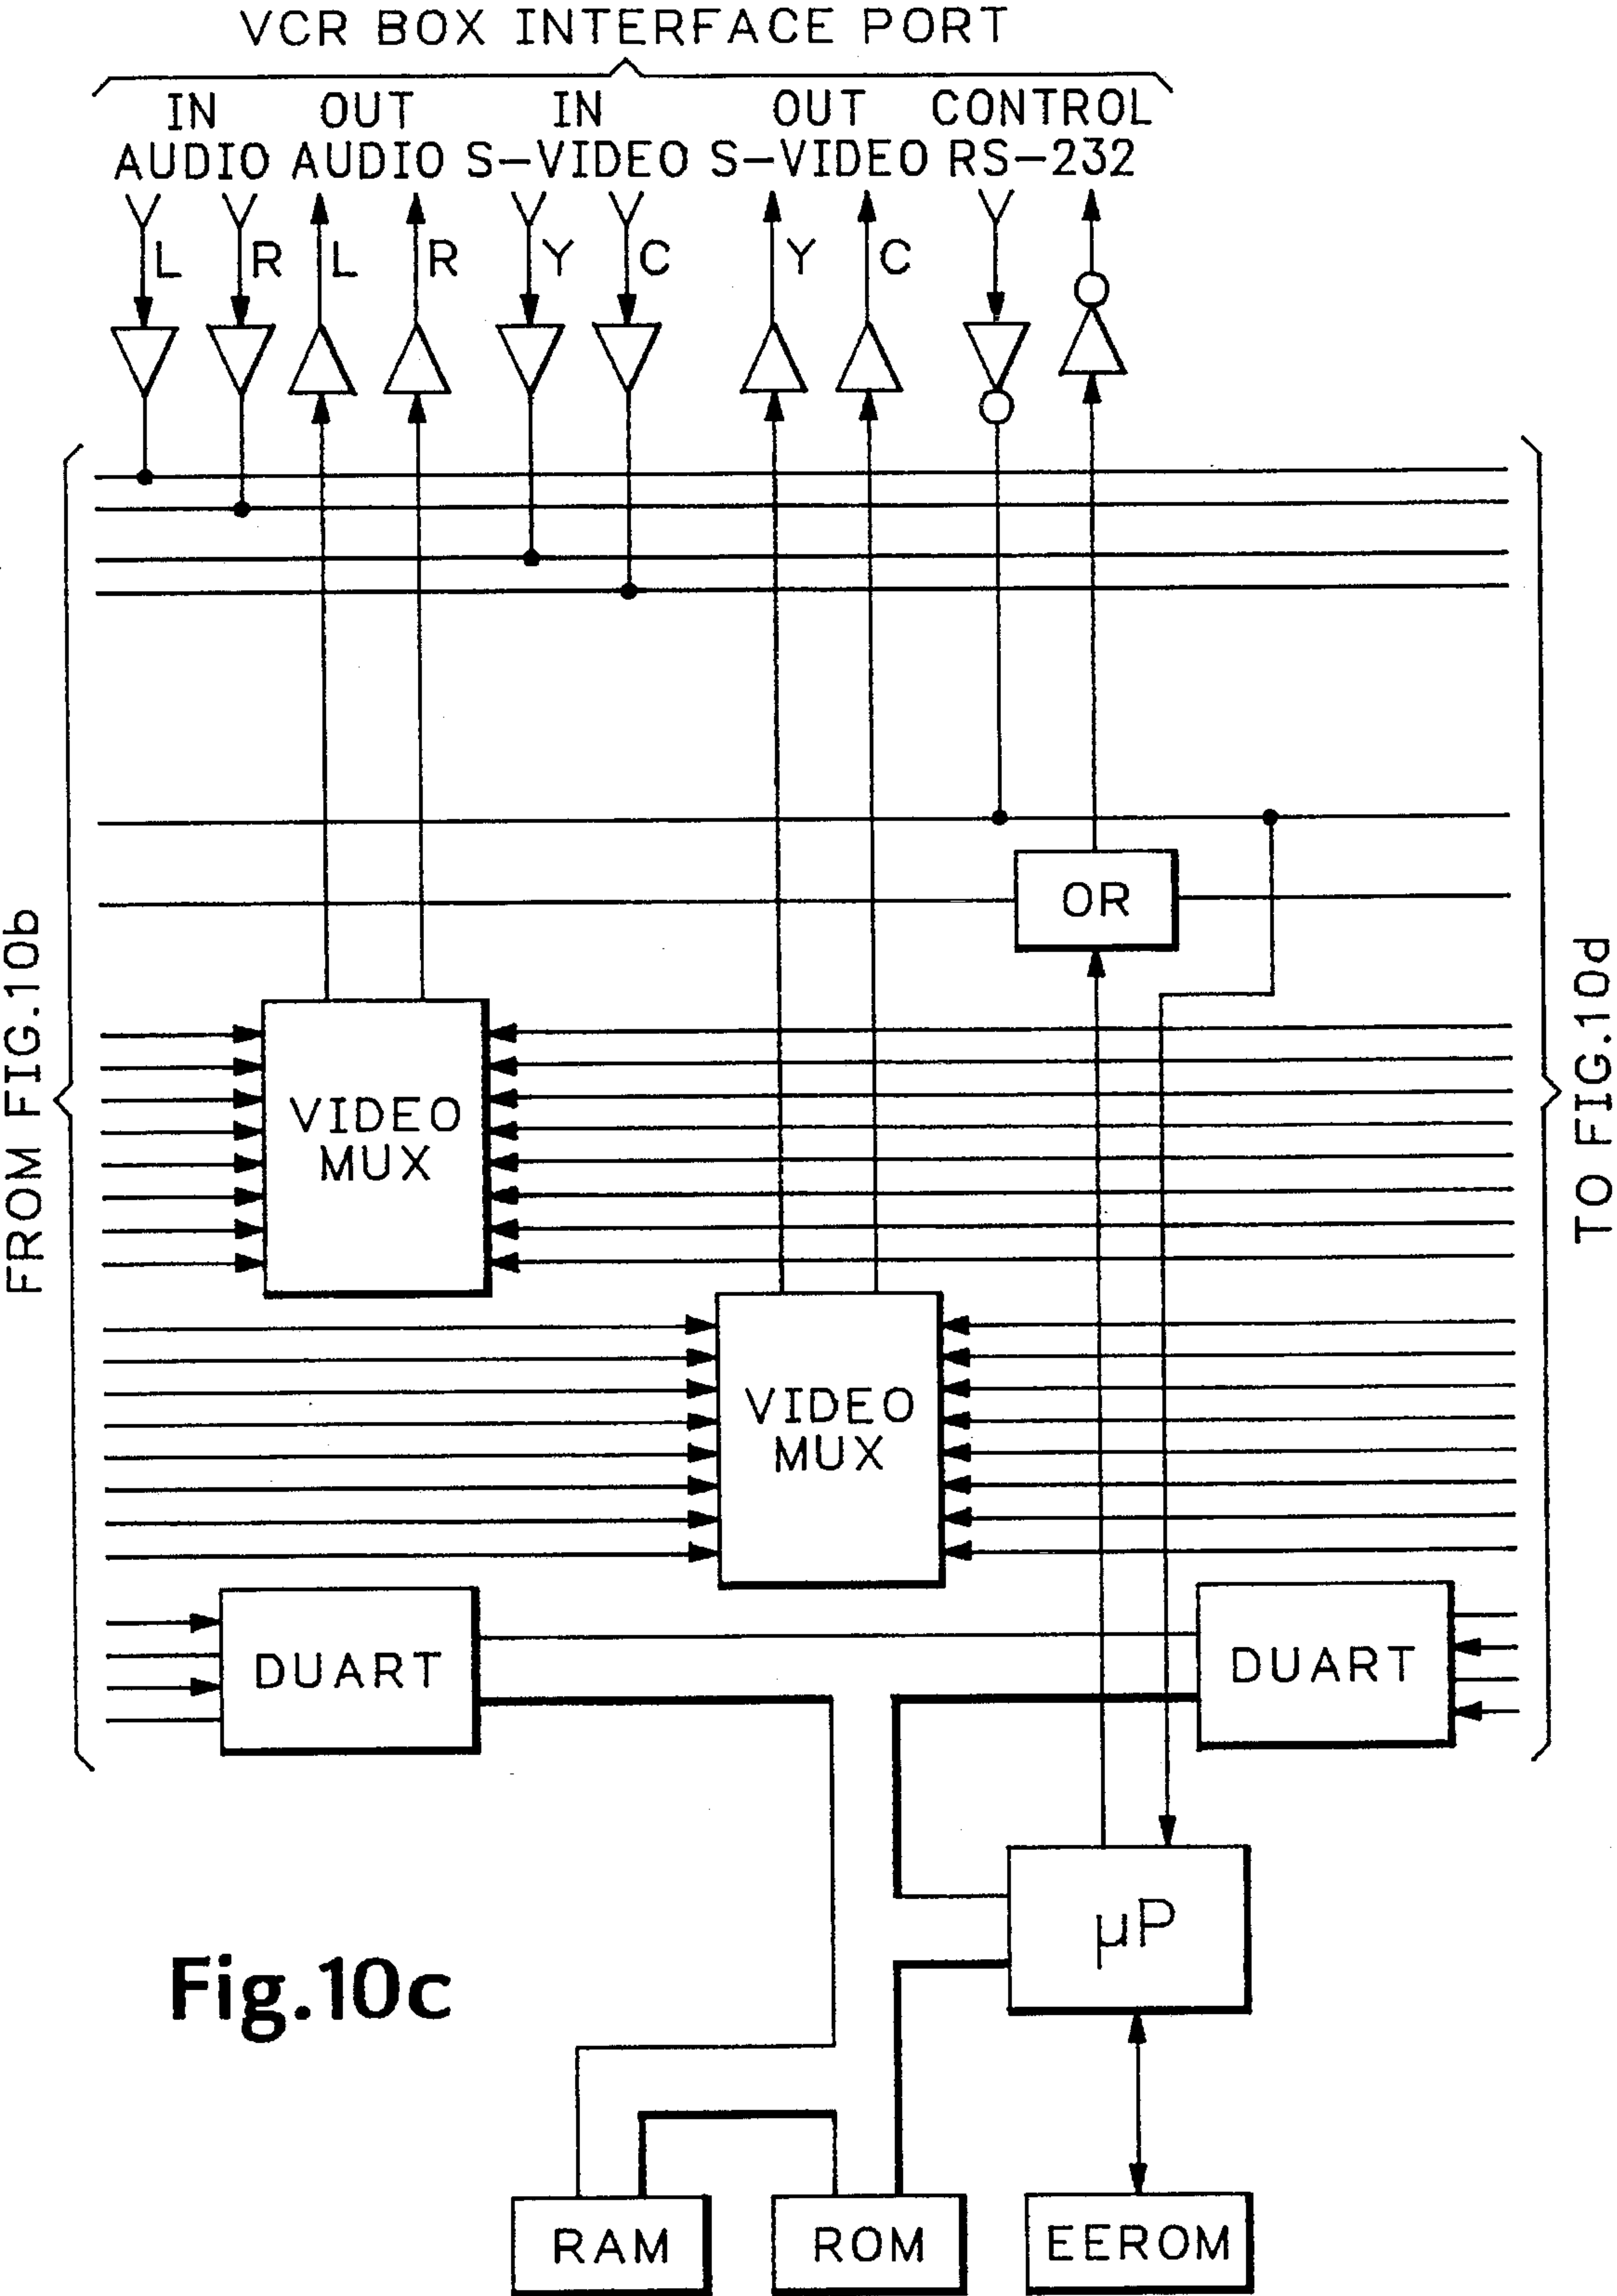 VCR BOX INTERFACE PORT
IN OUT IN OUT CONTROL
AUDIO AUDIO S-VIDEO S-VIDEO RS-232
L R L R Y C Y C
OR
FROM FIG.10b
TO FIG.10d
VIDEO
MUX
VIDEO
MUX
DUART
DUART
µP
Fig.10c
RAM
ROM
EEROM